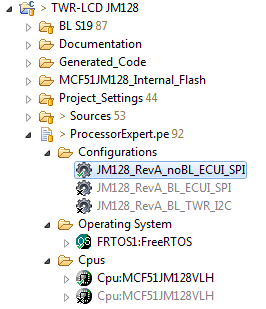 > TWR-LCD JM128
BL S19 87
Documentation
Generated_Code
MCF51JM128_Internal_Flash
Project_Settings 44
> Sources 53
> ProcessorExpert.pe 92
Configurations
JM128_RevA_noBL_ECUI_SPI
JM128_RevA_BL_ECUI_SPI
JM128_RevA_BL_TWR_I2C
Operating System
FRTOS1:FreeRTOS
Cpus
Cpu:MCF51JM128VLH
Cpu:MCF51JM128VLH